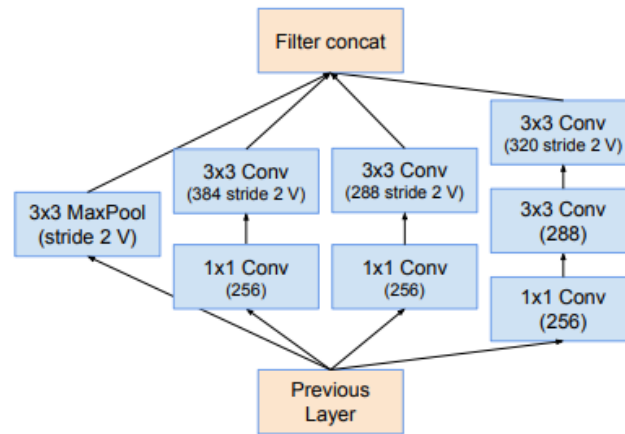 Filter concat
3x3 MaxPool
(stride 2 V)
3x3 Conv
(384 stride 2 V)
1x1 Conv
(256)
3x3 Conv
(288 stride 2 V)
1x1 Conv
(256)
3x3 Conv
(320 stride 2 V)
3x3 Conv
(288)
1x1 Conv
(256)
Previous
Layer